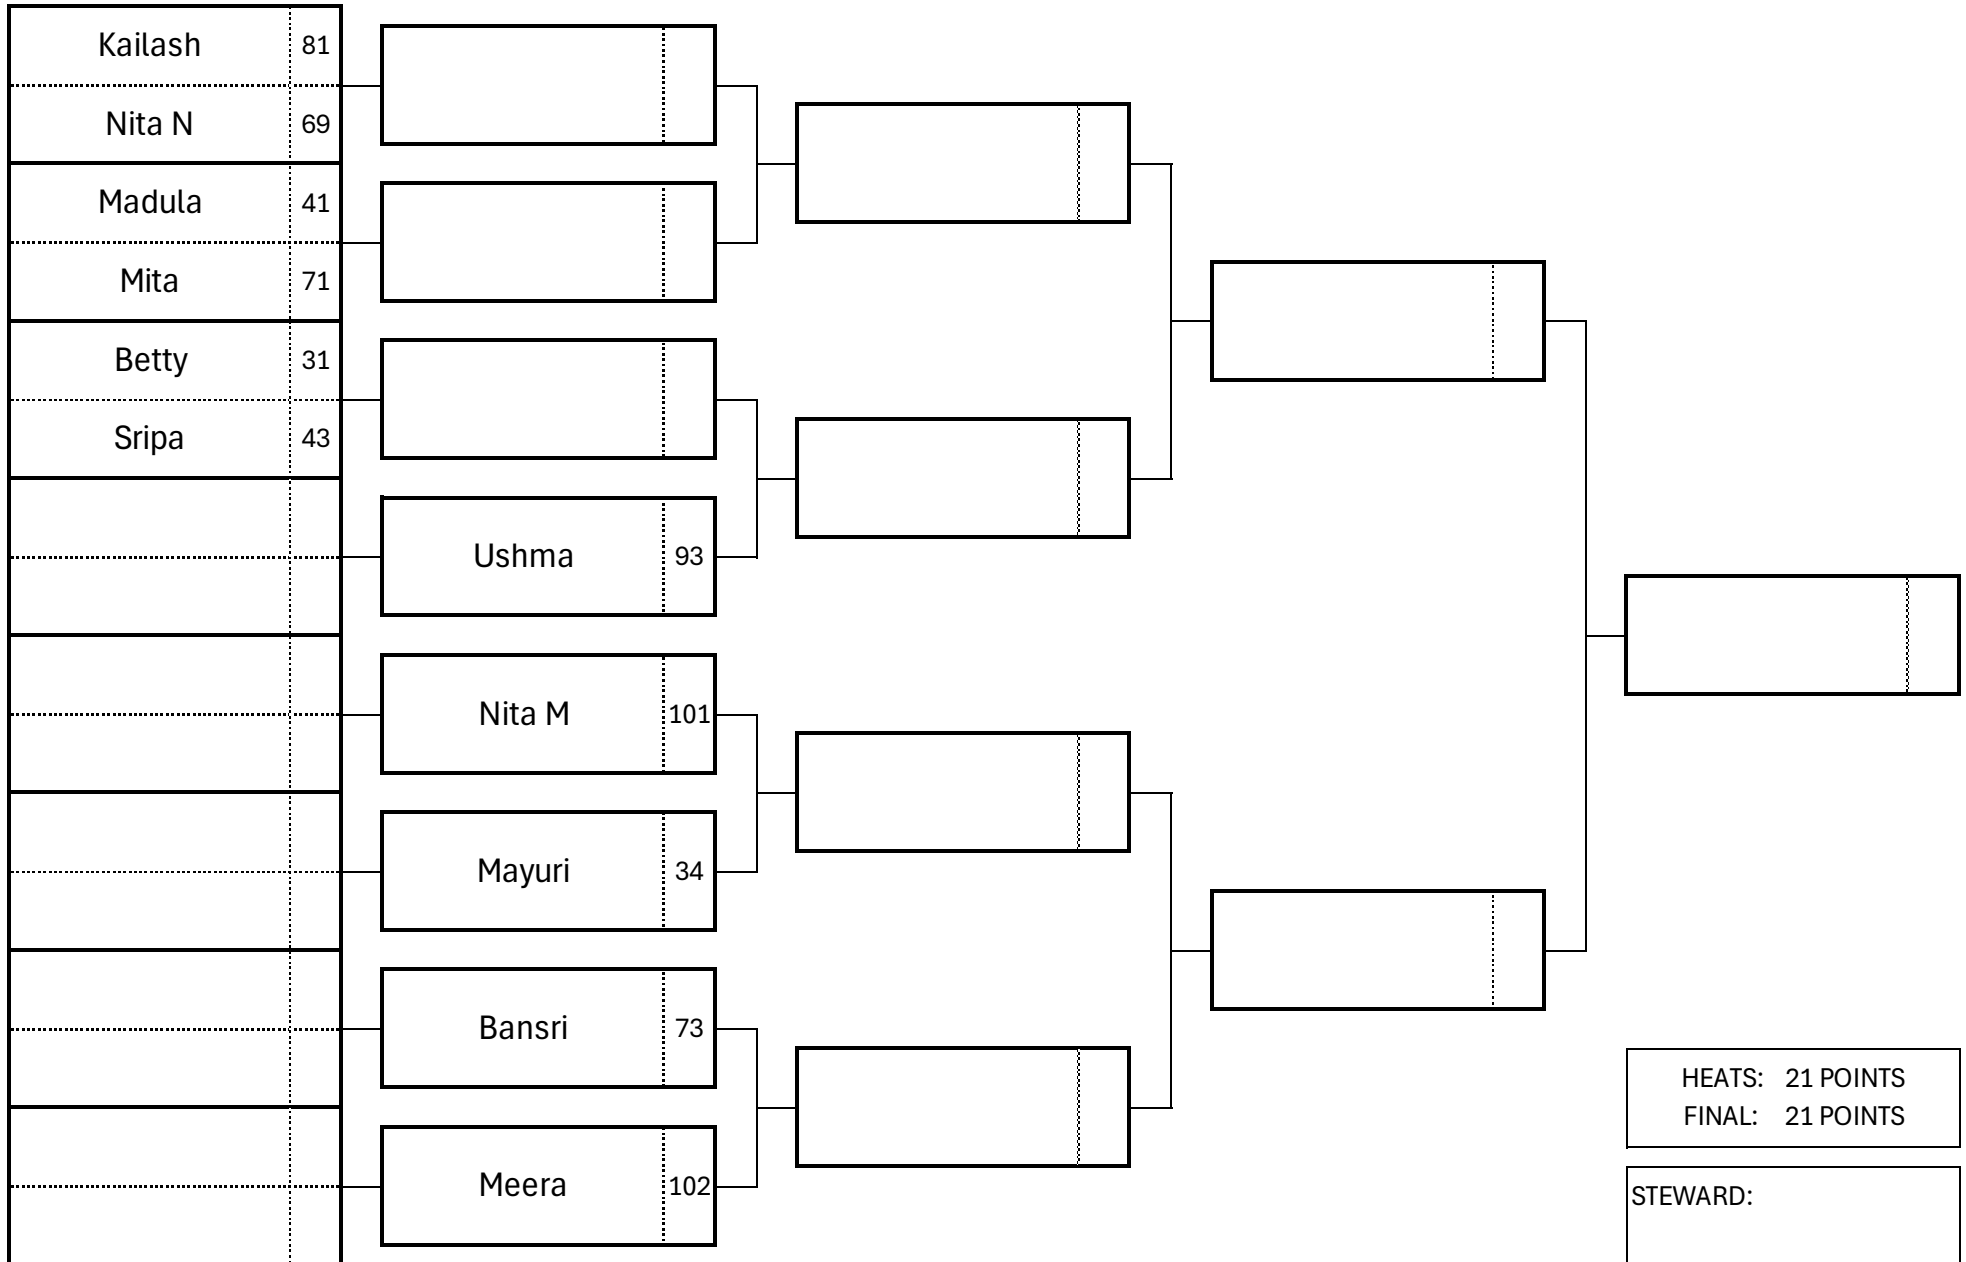 Kailash 81
Nita N 69
Madula 41
Mita 71
Betty 31
Sripa 43
Ushma 93
Nita M 101
Mayuri 34
Bansri 73
Meera 102
HEATS: 21 POINTS
FINAL: 21 POINTS
STEWARD: